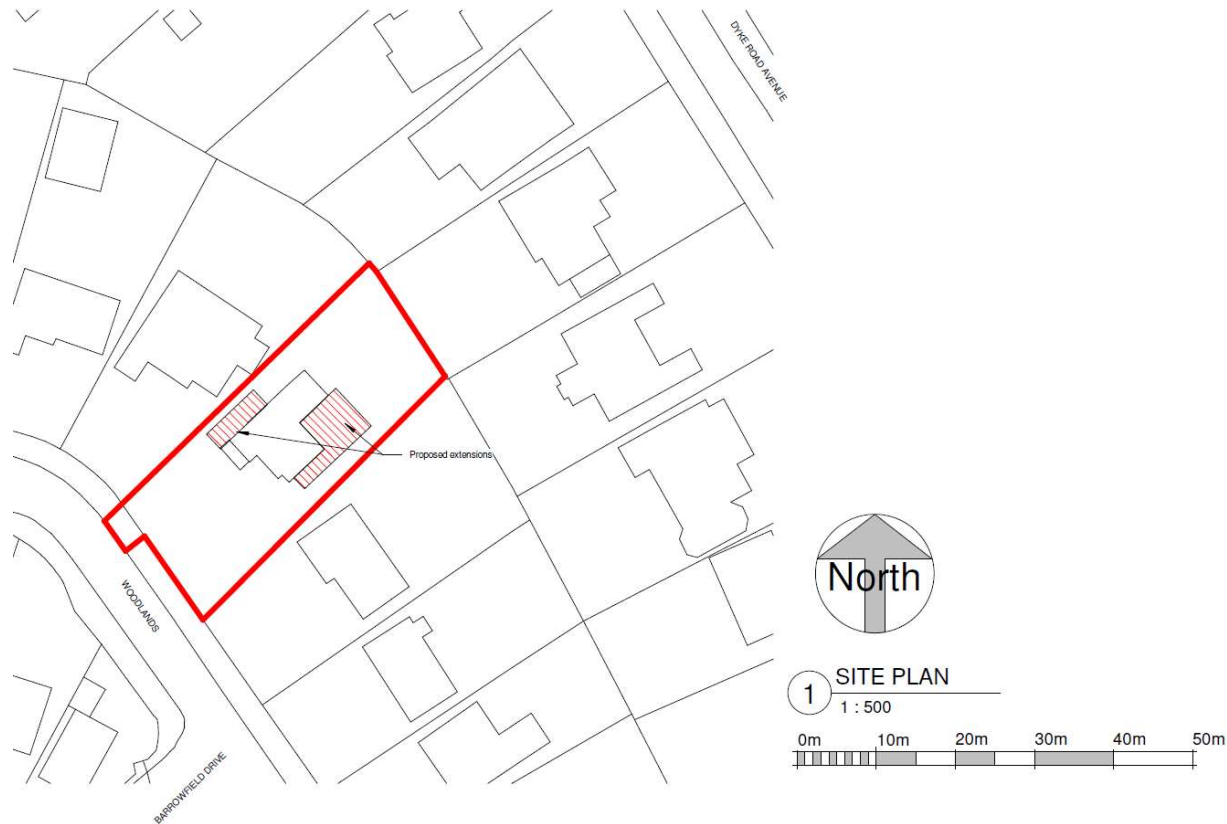 DYKE ROAD AVENUE
Proposed extensions
WOODLANDS
BARROWFIELD DRIVE
North
1
SITE PLAN
1 : 500
0m 10m 20m 30m 40m 50m